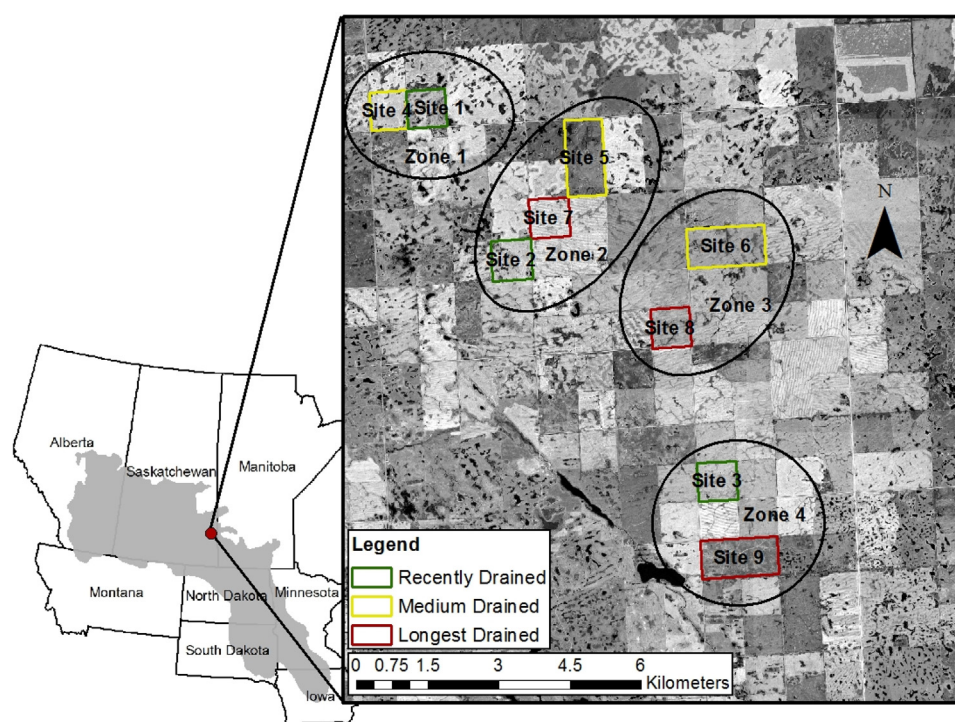 Site 4
Site 1
Zone 1
Site 5
Site 7
Site 2
Zone 2
N
Site 6
Zone 3
Site 8
Site 3
Zone 4
Site 9
Alberta
Saskatchewan
Manitoba
Montana
North Dakota
Minnesota
South Dakota
Iowa
Legend
Recently Drained
Medium Drained
Longest Drained
0 0.75 1.5 3 4.5 6
Kilometers